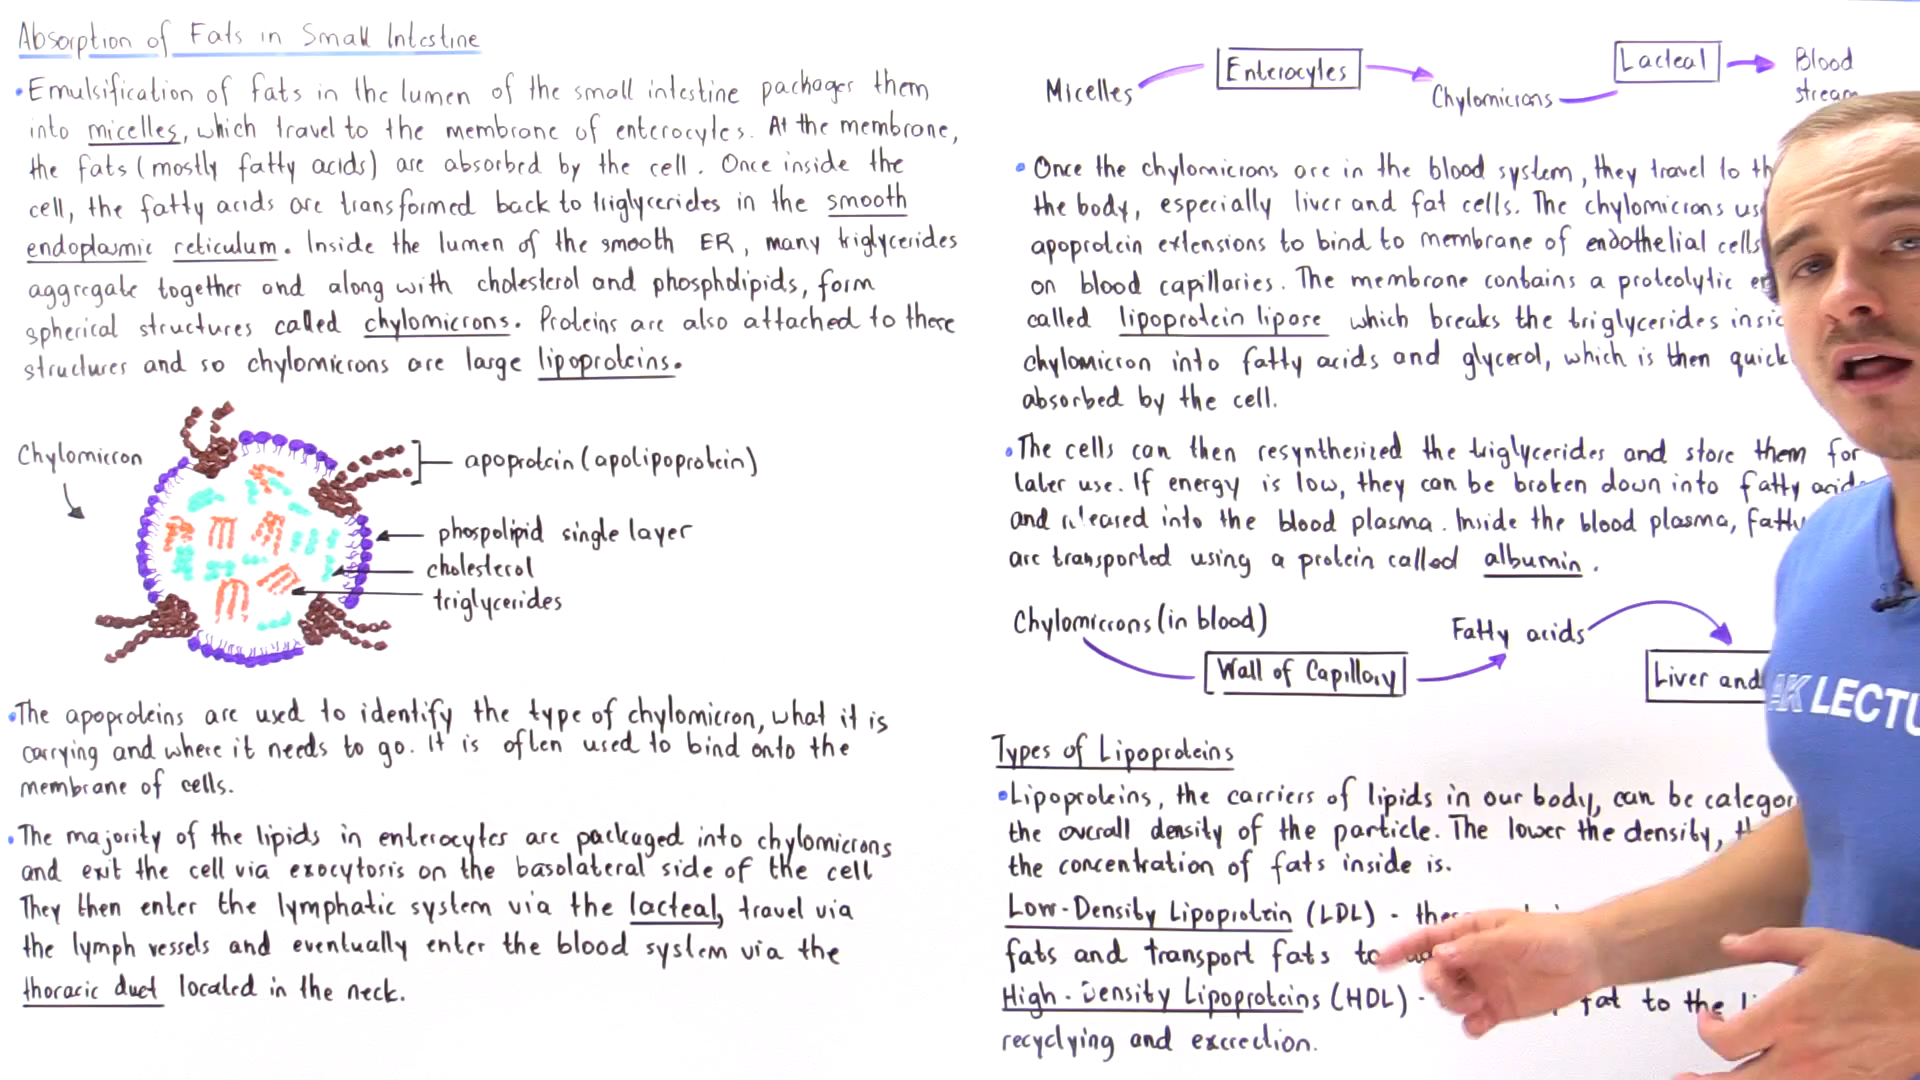 Absorption of Fats in Small Intestine
• Emulsification of fats in the lumen of the small intestine packages them
into micelles, which travel to the membrane of enterocytes. At the membrane,
the fats (mostly fatty acids) are absorbed by the cell. Once inside the
cell, the fatty acids are transformed back to triglycerides in the smooth
endoplasmic reticulum. Inside the lumen of the smooth ER, many triglycerides
aggregate together and along with cholesterol and phospholipids, form
spherical structures called chylomicrons. Proteins are also attached to these
structures and so chylomicrons are large lipoproteins.
Chylomicron
apoprotein (apolipoprotein)
phospolipid single layer
cholesterol
triglycerides
• The apoproteins are used to identify the type of chylomicron, what it is
carrying and where it needs to go. It is often used to bind onto the
membrane of cells.
• The majority of the lipids in enterocytes are packaged into chylomicrons
and exit the cell via exocytosis on the basolateral side of the cell
They then enter the lymphatic system via the lacteal, travel via
the lymph vessels and eventually enter the blood system via the
thoracic duct located in the neck.
Micelles
Enterocytes
Chylomicrons
Lacteal
Blood
stream
• Once the chylomicrons are in the blood system, they travel to
the body, especially liver and fat cells. The chylomicrons
apoprotein extensions to bind to membrane of endothelial cells
on blood capillaries. The membrane contains a proteolytic
called lipoprotein lipase which breaks the triglycerides
chylomicron into fatty acids and glycerol, which is then quick
absorbed by the cell.
• The cells can then resynthesized the triglycerides and store them for
later use. If energy is low, they can be broken down into fatty acid
and released into the blood plasma. Inside the blood plasma, fatty
are transported using a protein called albumin.
Chylomicrons (in blood)
Wall of Capillary
Fatty acids
Liver and
AK LECTU
Types of Lipoproteins
• Lipoproteins, the carriers of lipids in our body, can be categor
the overall density of the particle. The lower the density,
the concentration of fats inside is.
Low-Density Lipoprotein (LDL) -
fats and transport fats to
High-Density Lipoproteins (HDL) - fat to the
recyclying and excrection.